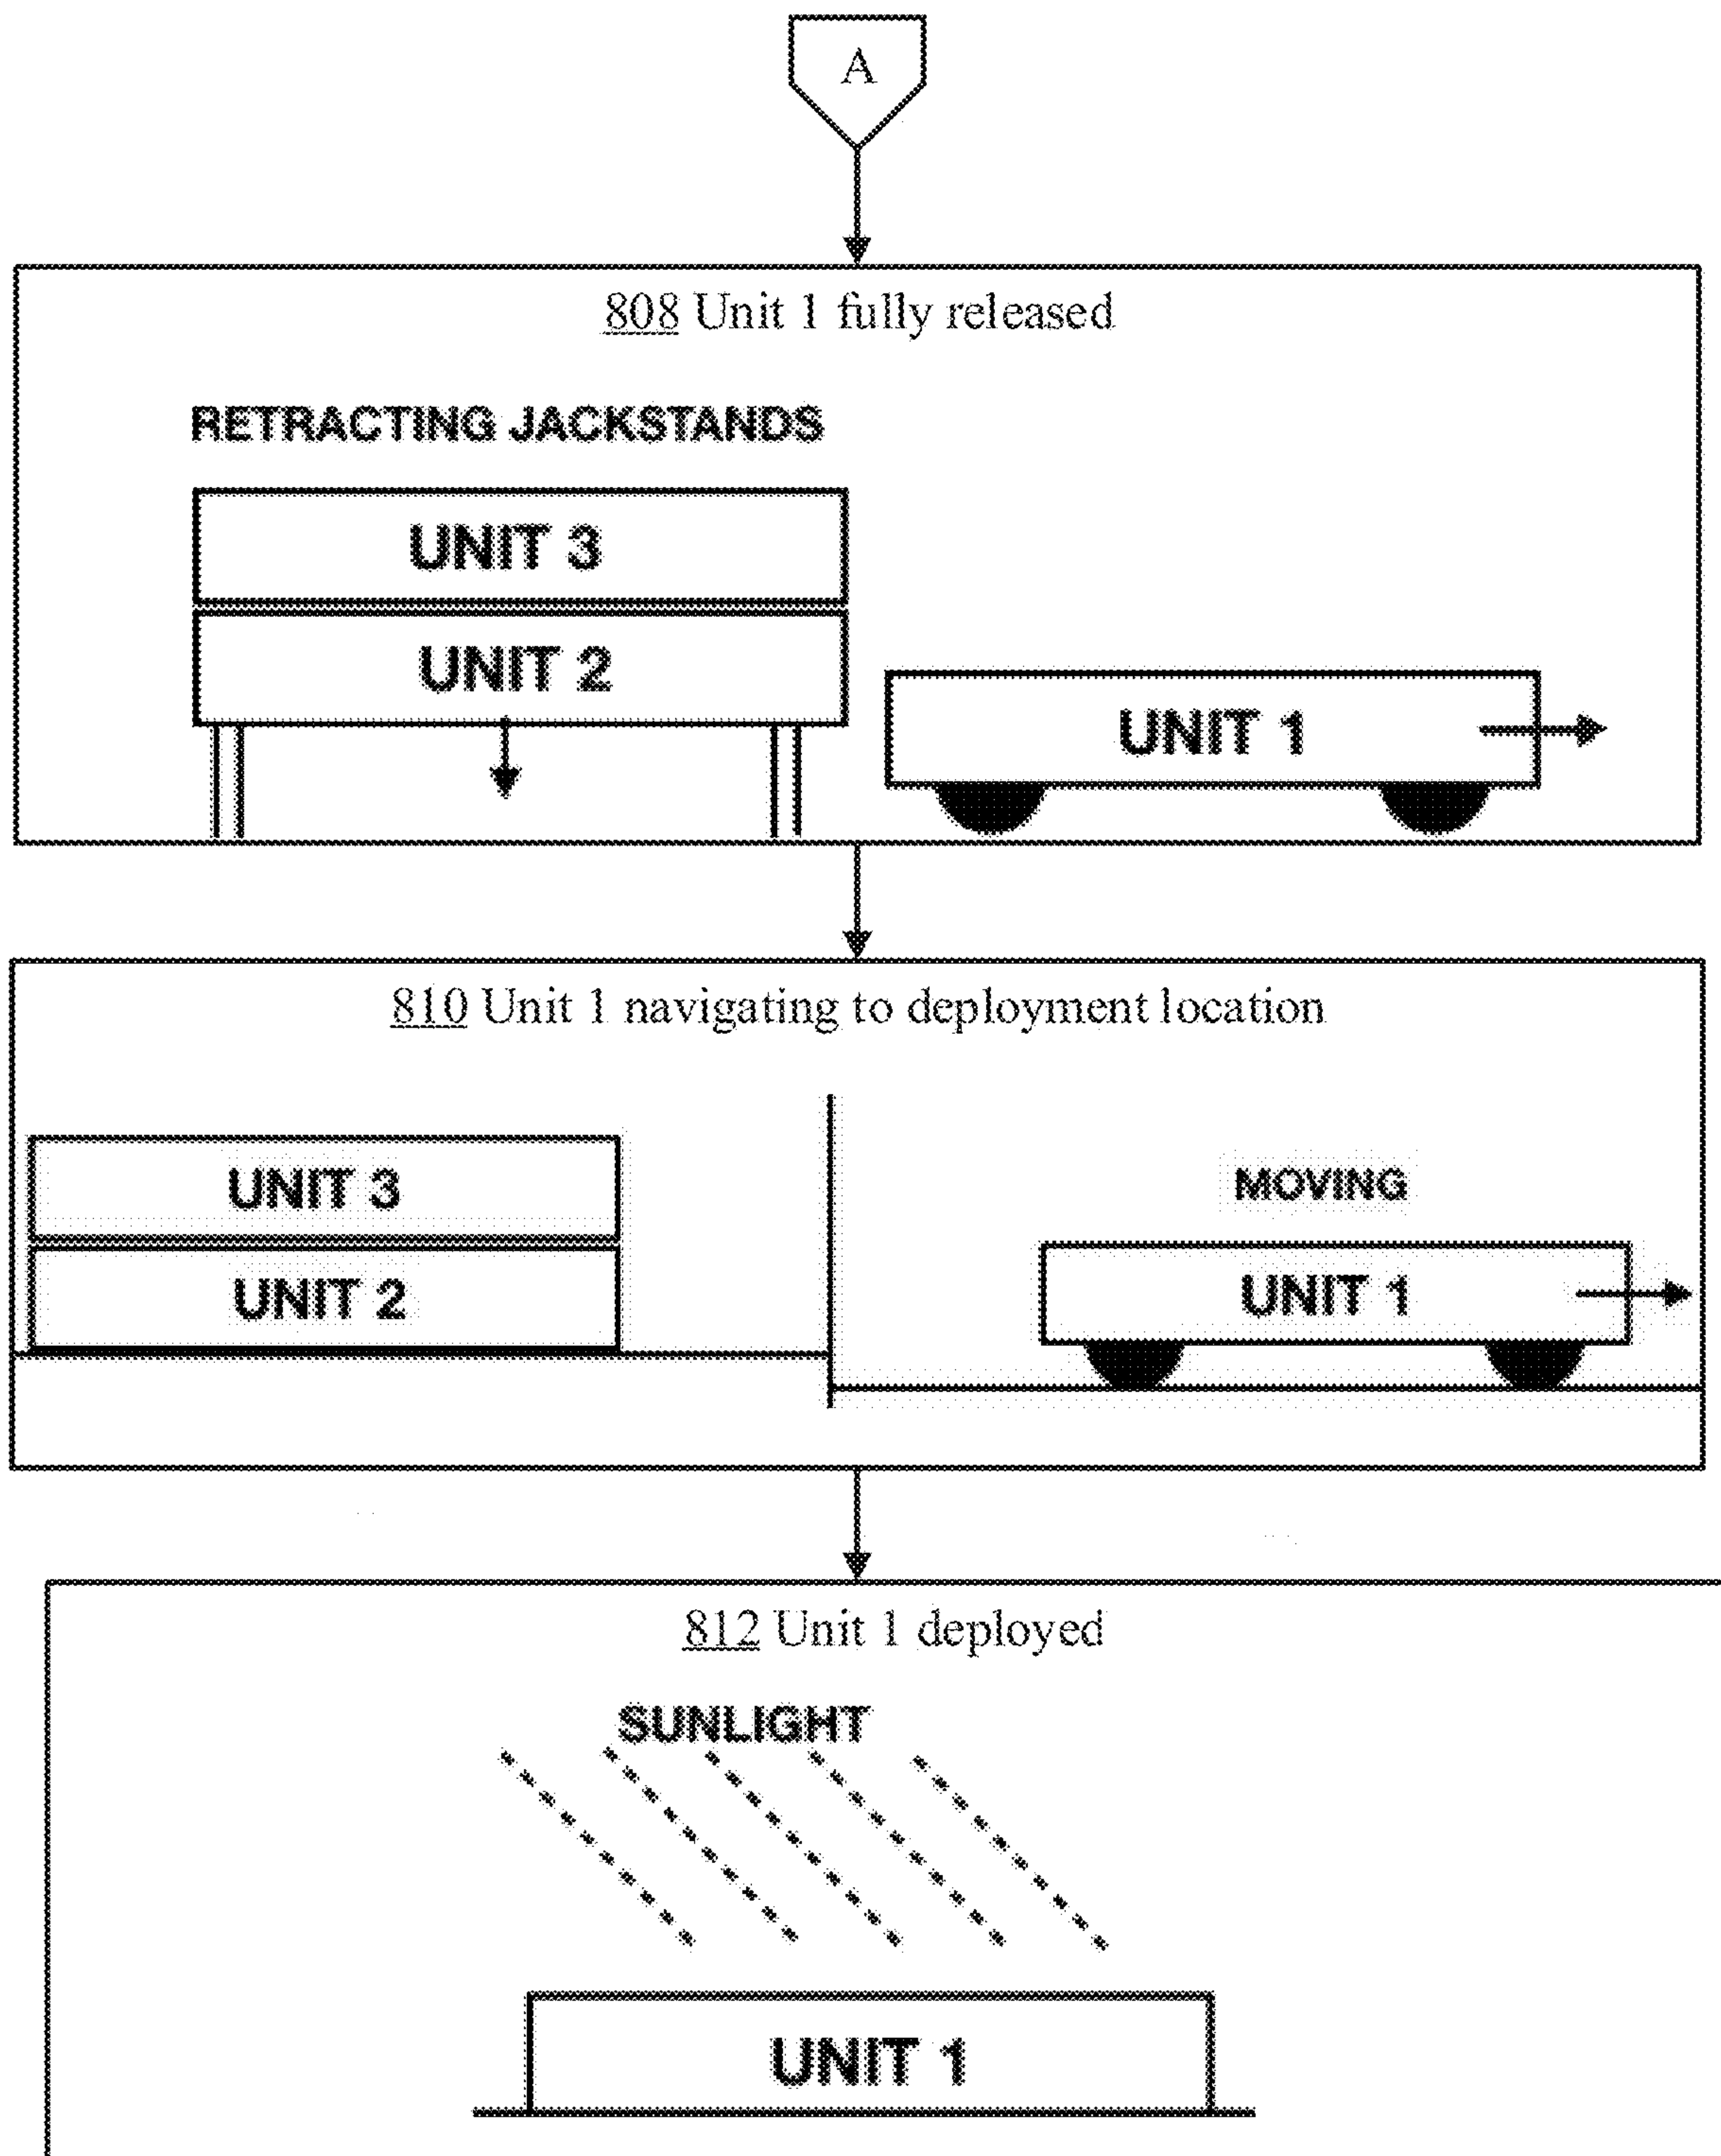 A
808 Unit 1 fully released
RETRACTING JACKSTANDS
UNIT 3
UNIT 2
UNIT 1
810 Unit 1 navigating to deployment location
UNIT 3
MOVING
UNIT 2
UNIT 1
812 Unit 1 deployed
SUNLIGHT
UNIT 1